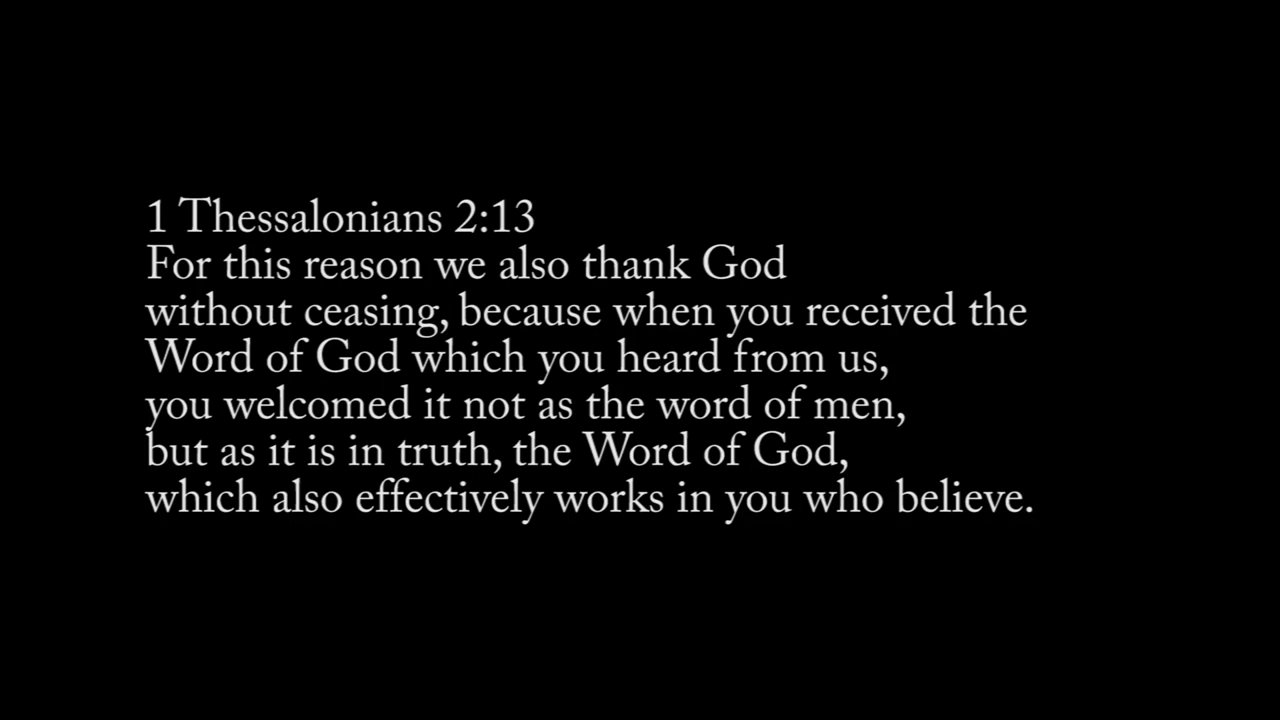 1 Thessalonians 2:13
For this reason we also thank God
without ceasing, because when you received the
Word of God which you heard from us,
you welcomed it not as the word of men,
but as it is in truth, the Word of God,
which also effectively works in you who believe.